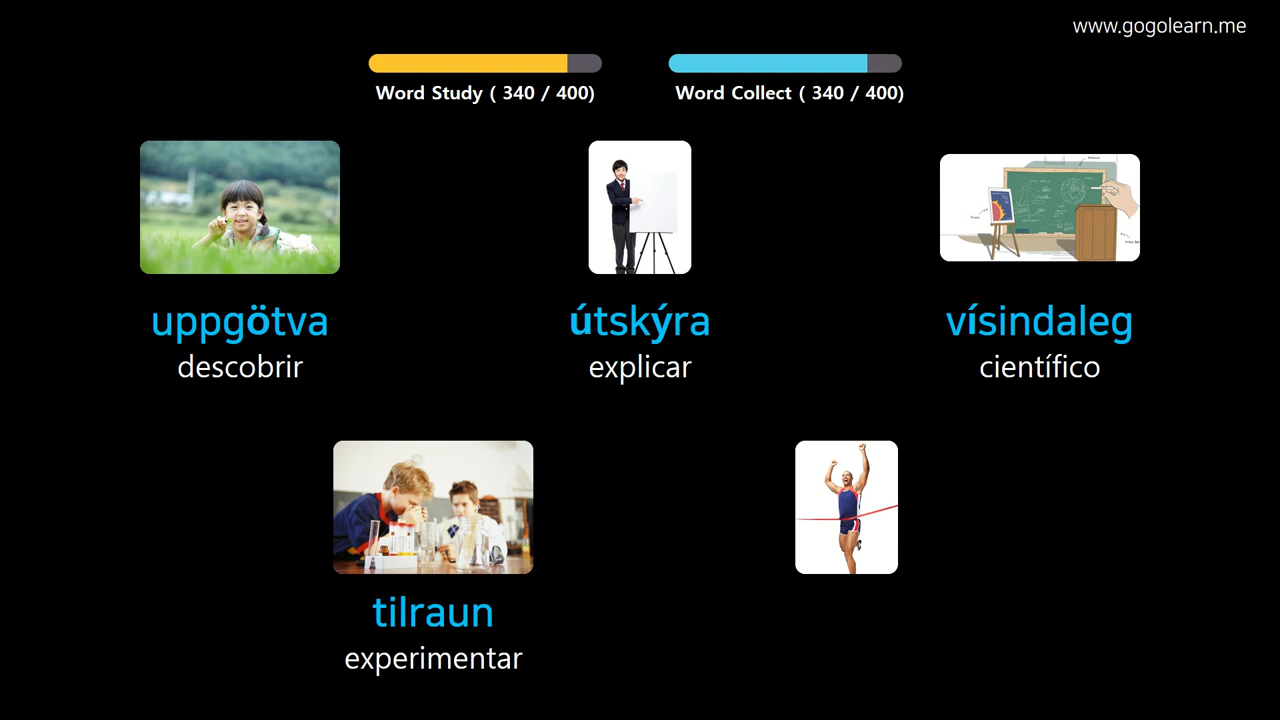 www.gogolearn.me
Word Study ( 340 / 400)
Word Collect ( 340 / 400)
uppgötva
útskýra
vísindaleg
descobrir
explicar
científico
tilraun
experimentar